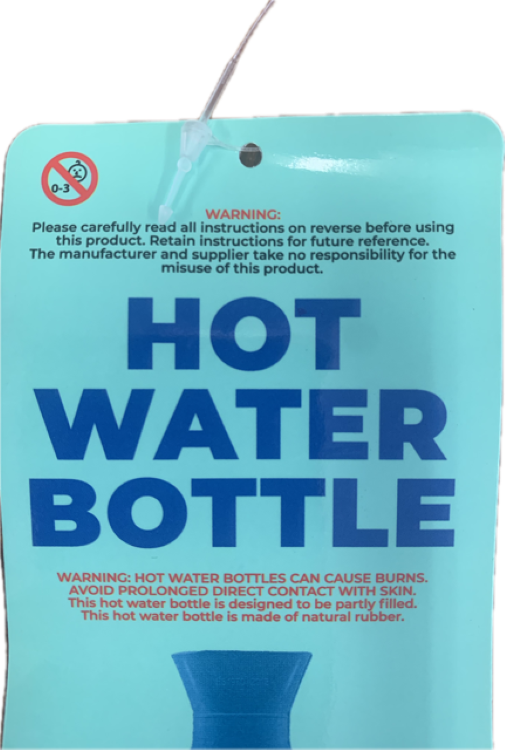 0-3
WARNING:
Please carefully read all instructions on reverse before using
this product. Retain instructions for future reference.
The manufacturer and supplier take no responsibility for the
misuse of this product.
HOT
WATER
BOTTLE
WARNING: HOT WATER BOTTLES CAN CAUSE BURNS.
AVOID PROLONGED DIRECT CONTACT WITH SKIN.
This hot water bottle is designed to be partly filled.
This hot water bottle is made of natural rubber.